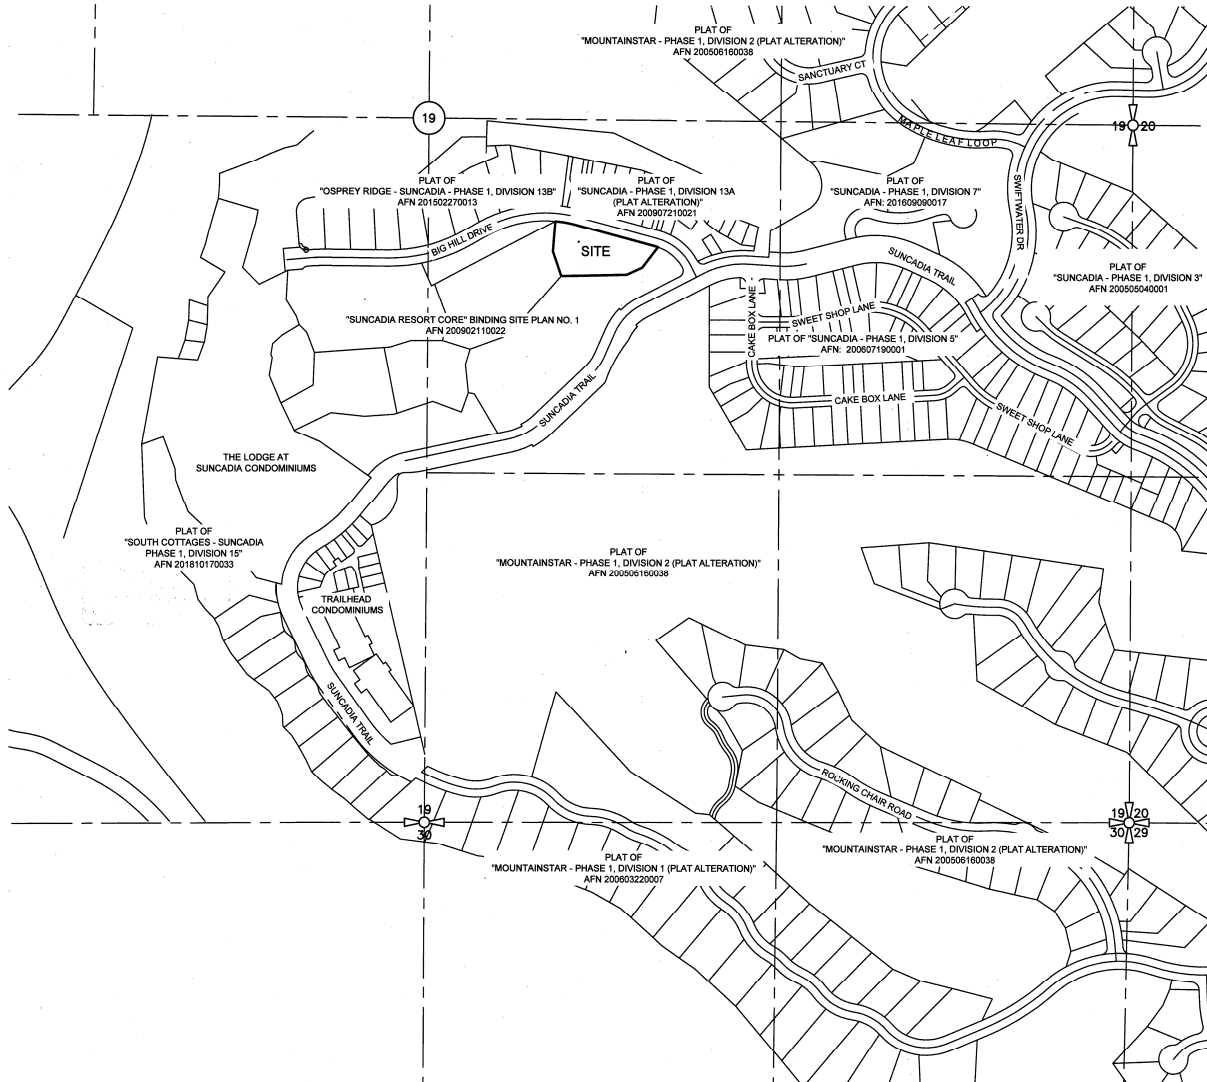 PLAT OF
"MOUNTAINSTAR - PHASE 1, DIVISION 2 (PLAT ALTERATION)"
AFN 200506160038
SANCTUARY CT
MAPLE LEAF LOOP
19
19 20
PLAT OF
"OSPREY RIDGE - SUNCADIA - PHASE 1, DIVISION 13B"
AFN 201502270013
PLAT OF
"SUNCADIA - PHASE 1, DIVISION 13A
(PLAT ALTERATION)"
AFN 200907210021
PLAT OF
"SUNCADIA - PHASE 1, DIVISION 7"
AFN: 201609090017
SWIFTWATER DR
BIG HILL DRIVE
SITE
SUNCADIA TRAIL
PLAT OF
"SUNCADIA - PHASE 1, DIVISION 3"
AFN 200505040001
"SUNCADIA RESORT CORE" BINDING SITE PLAN NO. 1
AFN 200902110022
CAKE BOX LANE
SWEET SHOP LANE
PLAT OF "SUNCADIA - PHASE 1, DIVISION 5"
AFN: 200607190001
SUNCADIA TRAIL
CAKE BOX LANE
SWEET SHOP LANE
THE LODGE AT
SUNCADIA CONDOMINIUMS
PLAT OF
"SOUTH COTTAGES - SUNCADIA
PHASE 1, DIVISION 15"
AFN 201810170033
PLAT OF
"MOUNTAINSTAR - PHASE 1, DIVISION 2 (PLAT ALTERATION)"
AFN 200506160038
TRAILHEAD
CONDOMINIUMS
SUNCADIA TRAIL
ROCKING CHAIR ROAD
19
30
19 20
30 29
PLAT OF
"MOUNTAINSTAR - PHASE 1, DIVISION 2 (PLAT ALTERATION)"
AFN 200506160038
PLAT OF
"MOUNTAINSTAR - PHASE 1, DIVISION 1 (PLAT ALTERATION)"
AFN 200603220007